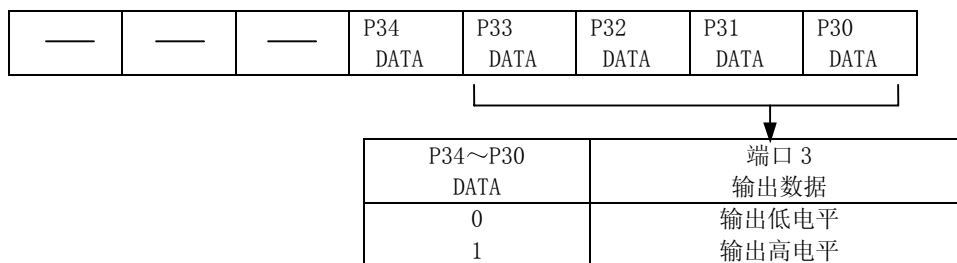 —— —— —— P34 P33 P32 P31 P30
DATA DATA DATA DATA DATA
P34～P30 端口 3
DATA 输出数据
0 输出低电平
1 输出高电平